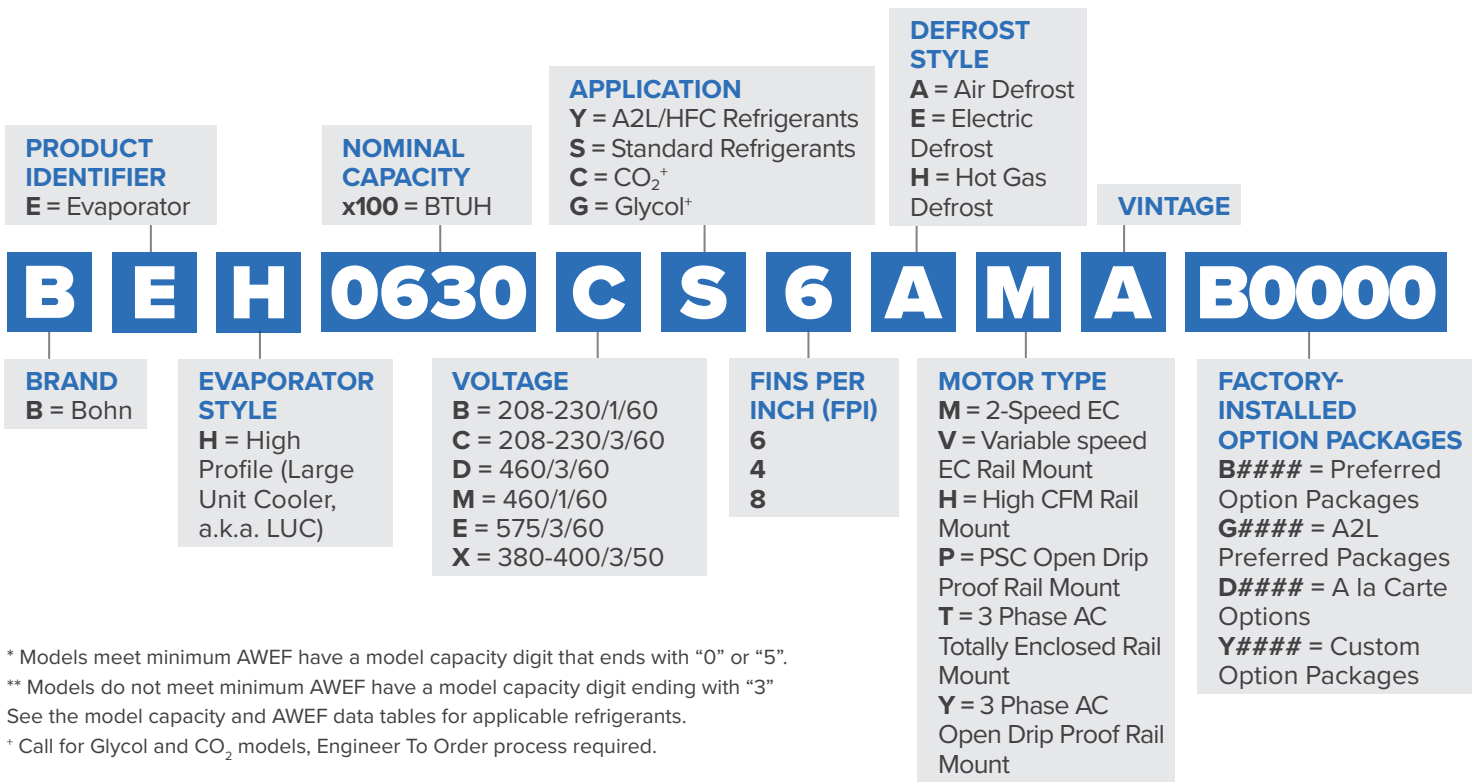 PRODUCT
IDENTIFIER
E = Evaporator
NOMINAL
CAPACITY
x100 = BTUH
APPLICATION
Y = A2L/HFC Refrigerants
S = Standard Refrigerants
C = CO₂⁺
G = Glycol⁺
DEFROST
STYLE
A = Air Defrost
E = Electric
Defrost
H = Hot Gas
Defrost
VINTAGE
B E H 0630 C S 6 A M A B0000
BRAND
B = Bohn
EVAPORATOR
STYLE
H = High
Profile (Large
Unit Cooler,
a.k.a. LUC)
VOLTAGE
B = 208-230/1/60
C = 208-230/3/60
D = 460/3/60
M = 460/1/60
E = 575/3/60
X = 380-400/3/50
FINS PER
INCH (FPI)
6
4
8
MOTOR TYPE
M = 2-Speed EC
V = Variable speed
EC Rail Mount
H = High CFM Rail
Mount
P = PSC Open Drip
Proof Rail Mount
T = 3 Phase AC
Totally Enclosed Rail
Mount
Y = 3 Phase AC
Open Drip Proof Rail
Mount
FACTORY-
INSTALLED
OPTION PACKAGES
B#### = Preferred
Option Packages
G#### = A2L
Preferred Packages
D#### = A la Carte
Options
Y#### = Custom
Option Packages
* Models meet minimum AWEF have a model capacity digit that ends with “0” or “5”.
** Models do not meet minimum AWEF have a model capacity digit ending with “3”
See the model capacity and AWEF data tables for applicable refrigerants.
⁺ Call for Glycol and CO₂ models, Engineer To Order process required.